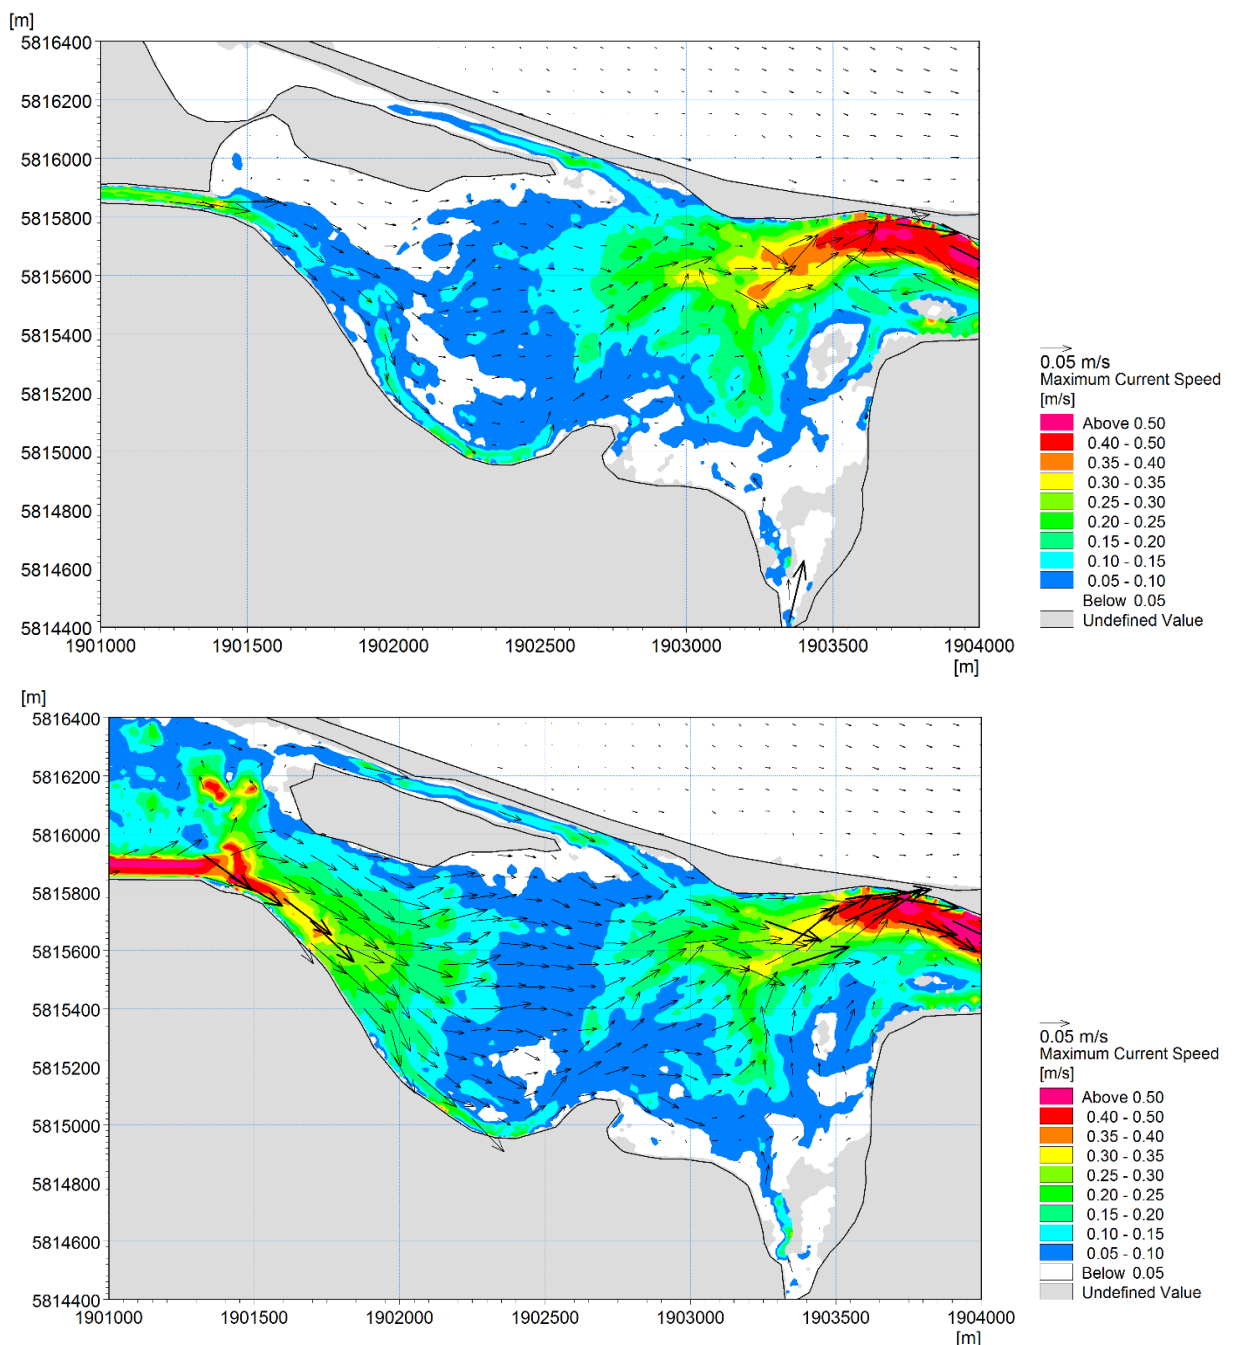 [m]
5816400
5816200
5816000
5815800
5815600
5815400
5815200
5815000
5814800
5814600
5814400
1901000 1901500 1902000 1902500 1903000 1903500 1904000
[m]
0.05 m/s
Maximum Current Speed
[m/s]
Above 0.50
0.40 - 0.50
0.35 - 0.40
0.30 - 0.35
0.25 - 0.30
0.20 - 0.25
0.15 - 0.20
0.10 - 0.15
0.05 - 0.10
Below 0.05
Undefined Value
[m]
5816400
5816200
5816000
5815800
5815600
5815400
5815200
5815000
5814800
5814600
5814400
1901000 1901500 1902000 1902500 1903000 1903500 1904000
[m]
0.05 m/s
Maximum Current Speed
[m/s]
Above 0.50
0.40 - 0.50
0.35 - 0.40
0.30 - 0.35
0.25 - 0.30
0.20 - 0.25
0.15 - 0.20
0.10 - 0.15
0.05 - 0.10
Below 0.05
Undefined Value